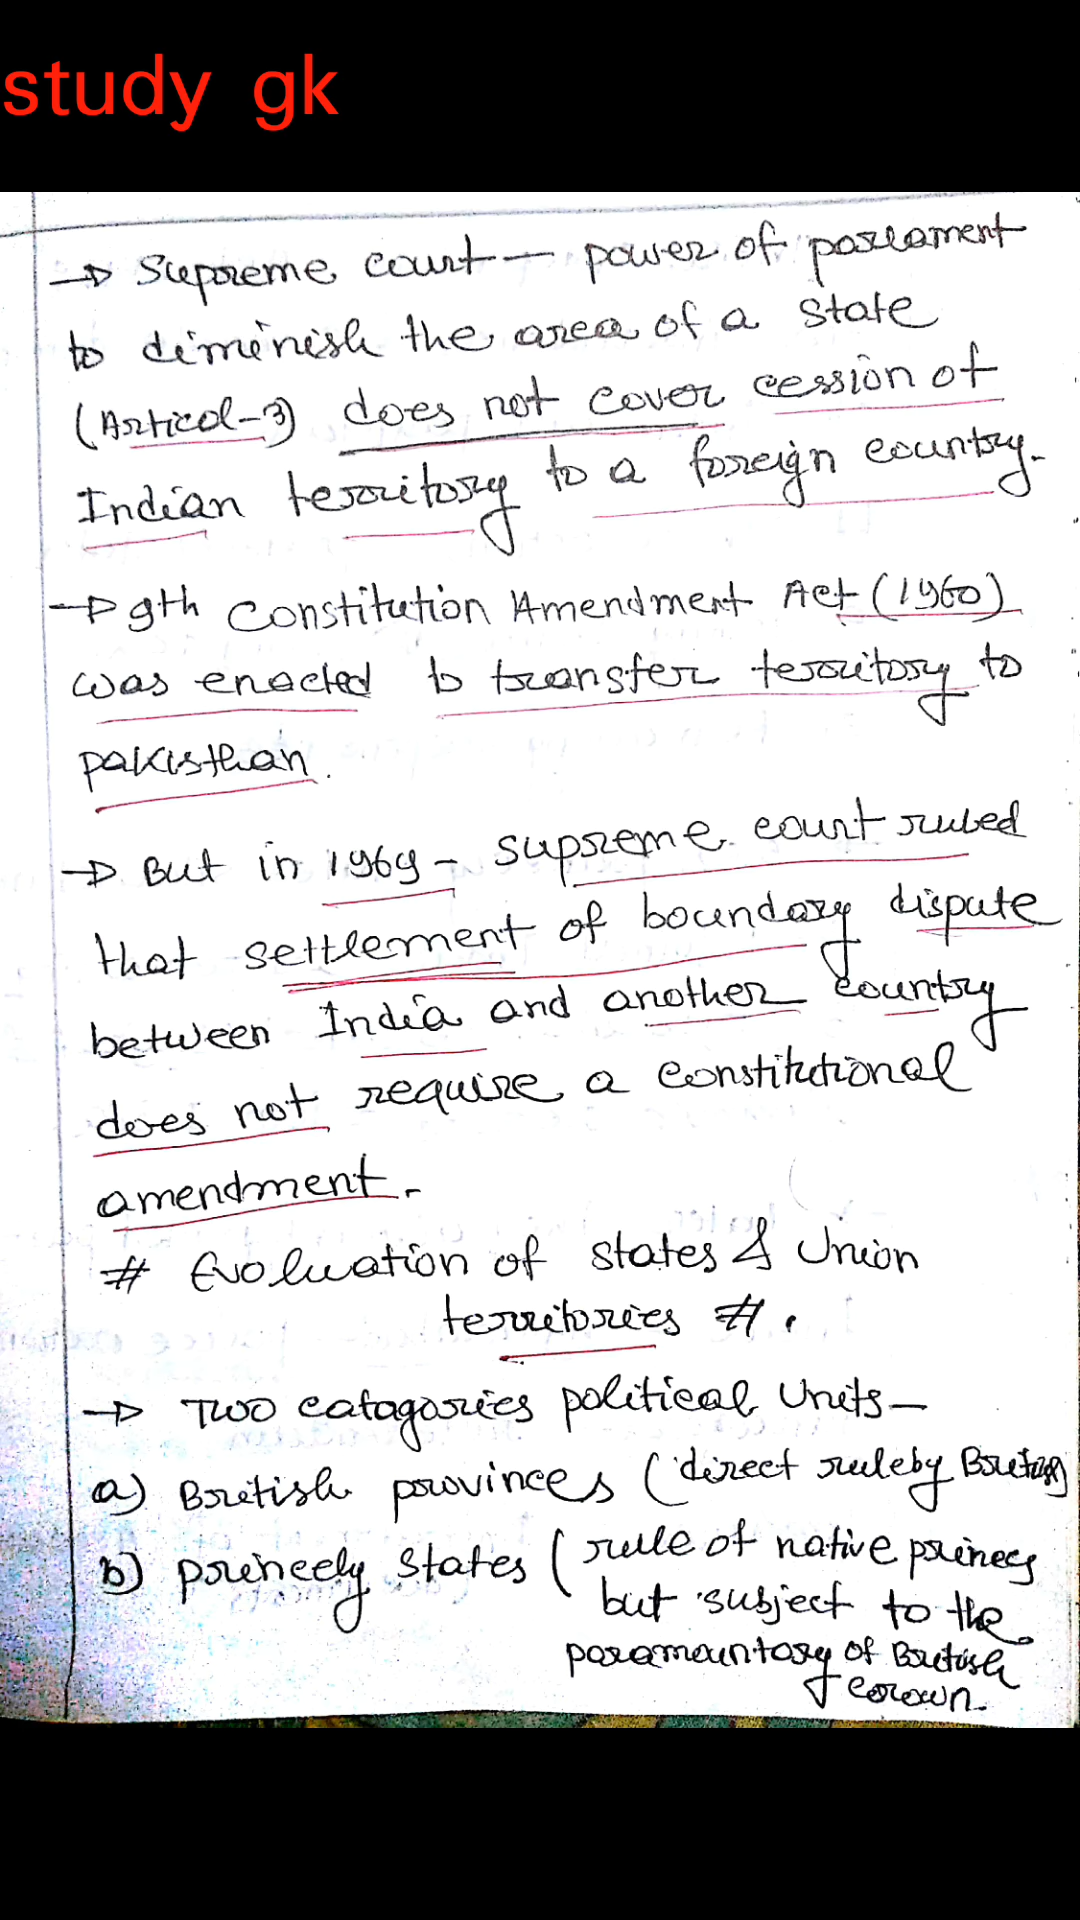 study gk
→ Supreme court — power of parlament
to diminish the area of a state
(Articol-3) does not cover cession of
Indian territory to a foreign country.
→ 9th Constitution Amendment Act (1960)
was enacted to transfer territory to
pakisthan.
→ But in 1969 - supreme court ruled
that settlement of boundary dispute
between India and another country
does not require a constitutional
amendment.
# Evoluation of states & Union
territories #.
→ Two catagories political Units —
a) British provinces (direct rule by British)
b) princely states (rule of native princes
but subject to the
paramountary of British
crown